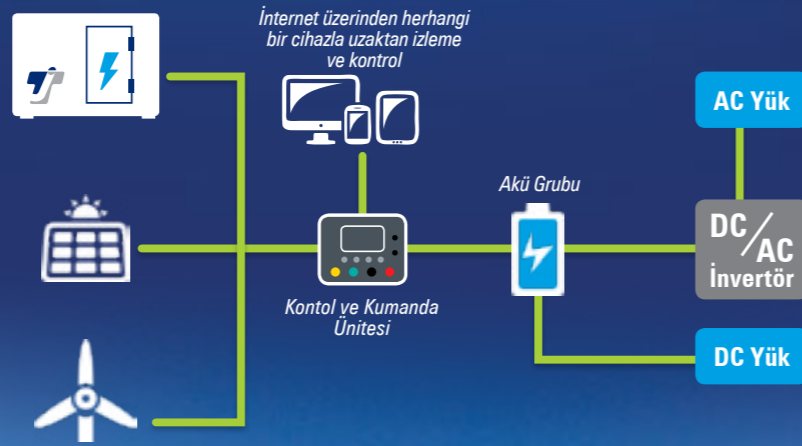 İnternet üzerinden herhangi
bir cihazla uzaktan izleme
ve kontrol
AC Yük
Akü Grubu
DC/AC
İnvertör
Kontol ve Kumanda
Ünitesi
DC Yük